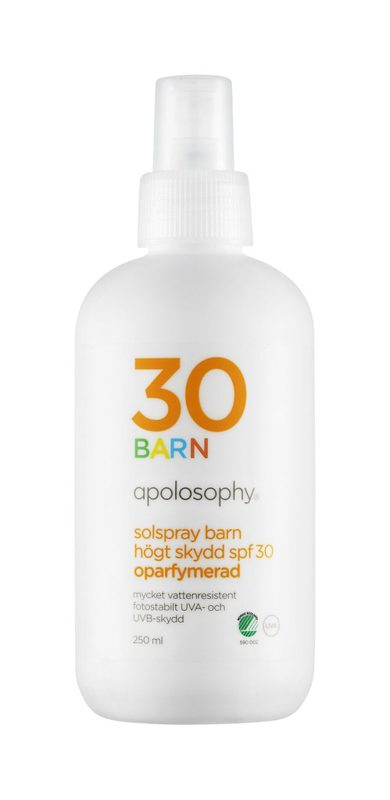 30
BARN
apolosophy®
solspray barn
högt skydd spf 30
oparfymerad
mycket vattenresistent
fotostabilt UVA- och
UVB-skydd
250 ml
UVA